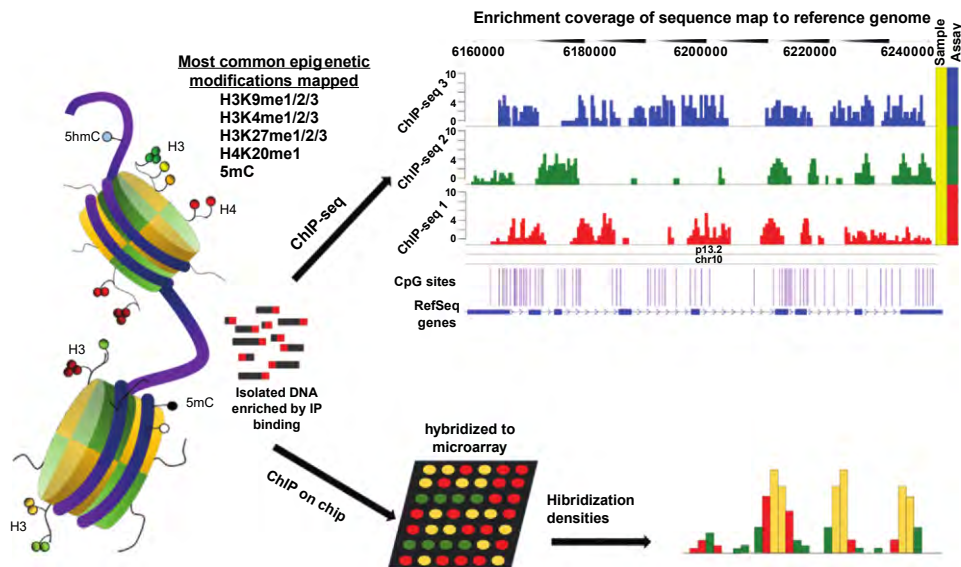 Enrichment coverage of sequence map to reference genome
6160000 6180000 6200000 6220000 6240000
Sample
Assay
Most common epigenetic
modifications mapped
H3K9me1/2/3
H3K4me1/2/3
H3K27me1/2/3
H4K20me1
5mC
5hmC
H3
H4
ChIP-seq
ChIP-seq 3
10
4
0
ChIP-seq 2
10
4
0
ChIP-seq 1
10
4
0
p13.2
chr10
CpG sites
RefSeq
genes
H3
5mC
H3
Isolated DNA
enriched by IP
binding
ChIP on chip
hybridized to
microarray
Hibridization
densities